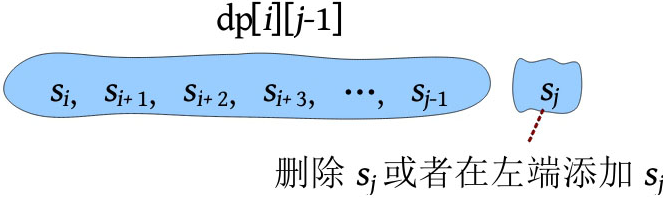 dp[i][j-1]
sᵢ, sᵢ₊₁, sᵢ₊₂, sᵢ₊₃, ⋯, sⱼ₋₁ sⱼ
删除 sⱼ 或者在左端添加 sⱼ